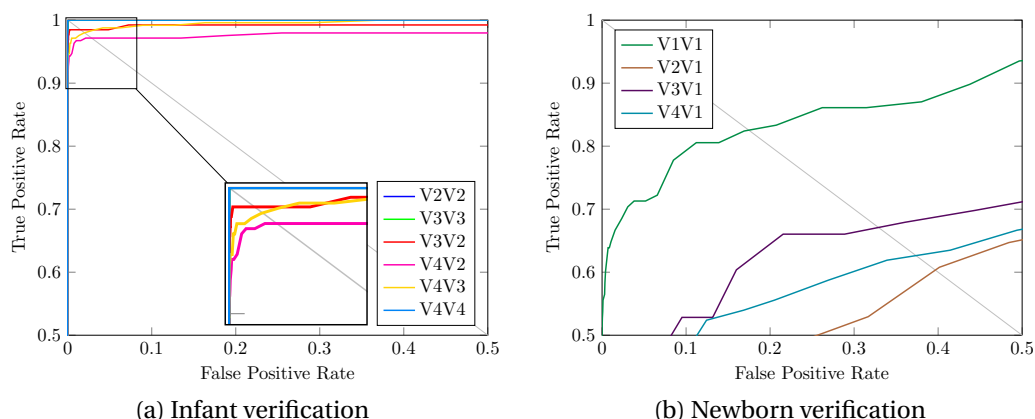 1
0.9
0.8
0.7
0.6
0.5
True Positive Rate
0
0.1
0.2
0.3
0.4
0.5
False Positive Rate
V2V2
V3V3
V3V2
V4V2
V4V3
V4V4
(a) Infant verification
1
0.9
0.8
0.7
0.6
0.5
True Positive Rate
0
0.1
0.2
0.3
0.4
0.5
False Positive Rate
V1V1
V2V1
V3V1
V4V1
(b) Newborn verification